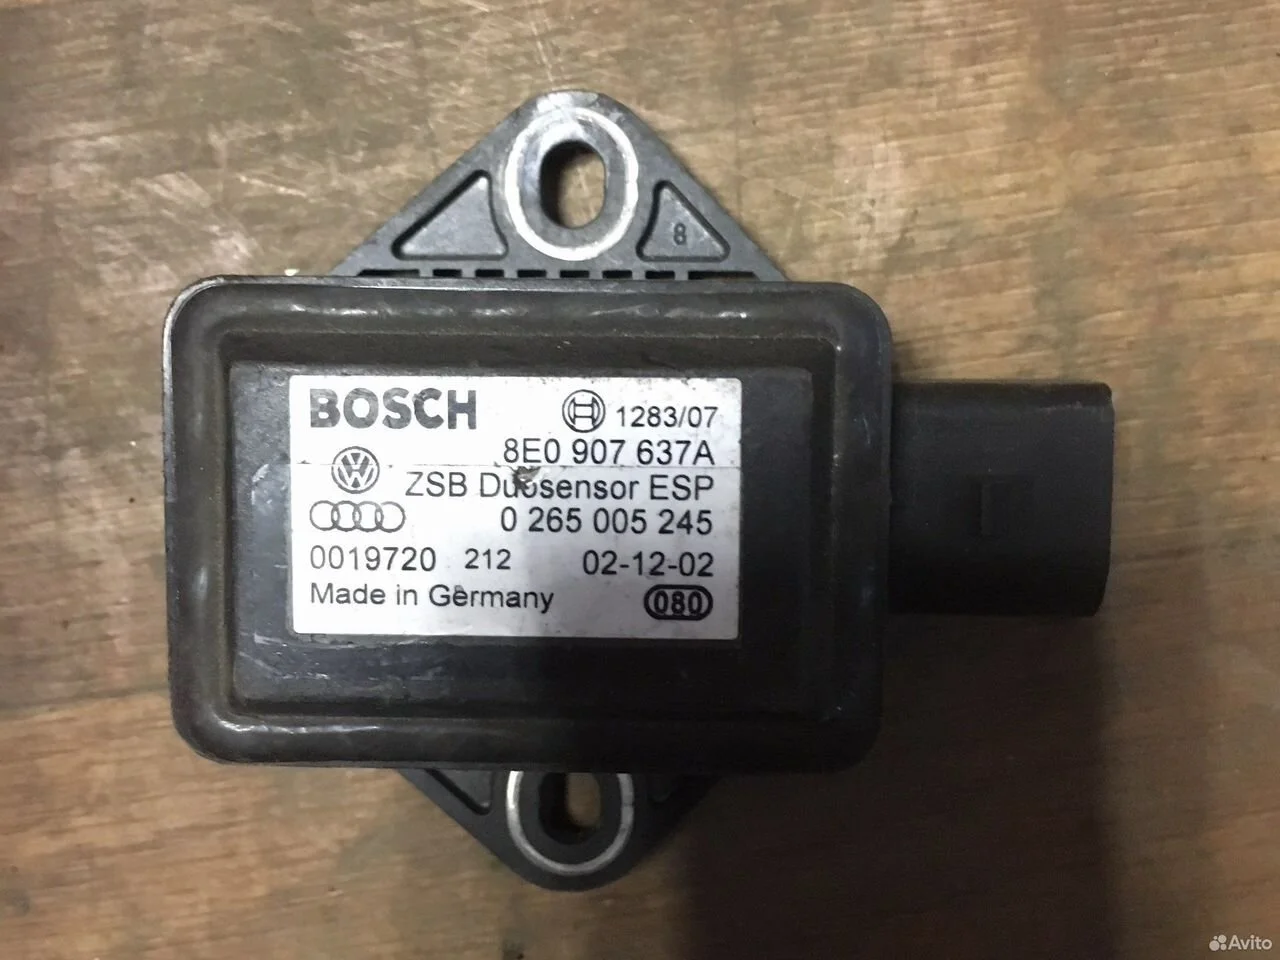 8
BOSCH 1283/07
8E0 907 637A
ZSB Duosensor ESP
0 265 005 245
0019720 212 02-12-02
Made in Germany 080
Avito